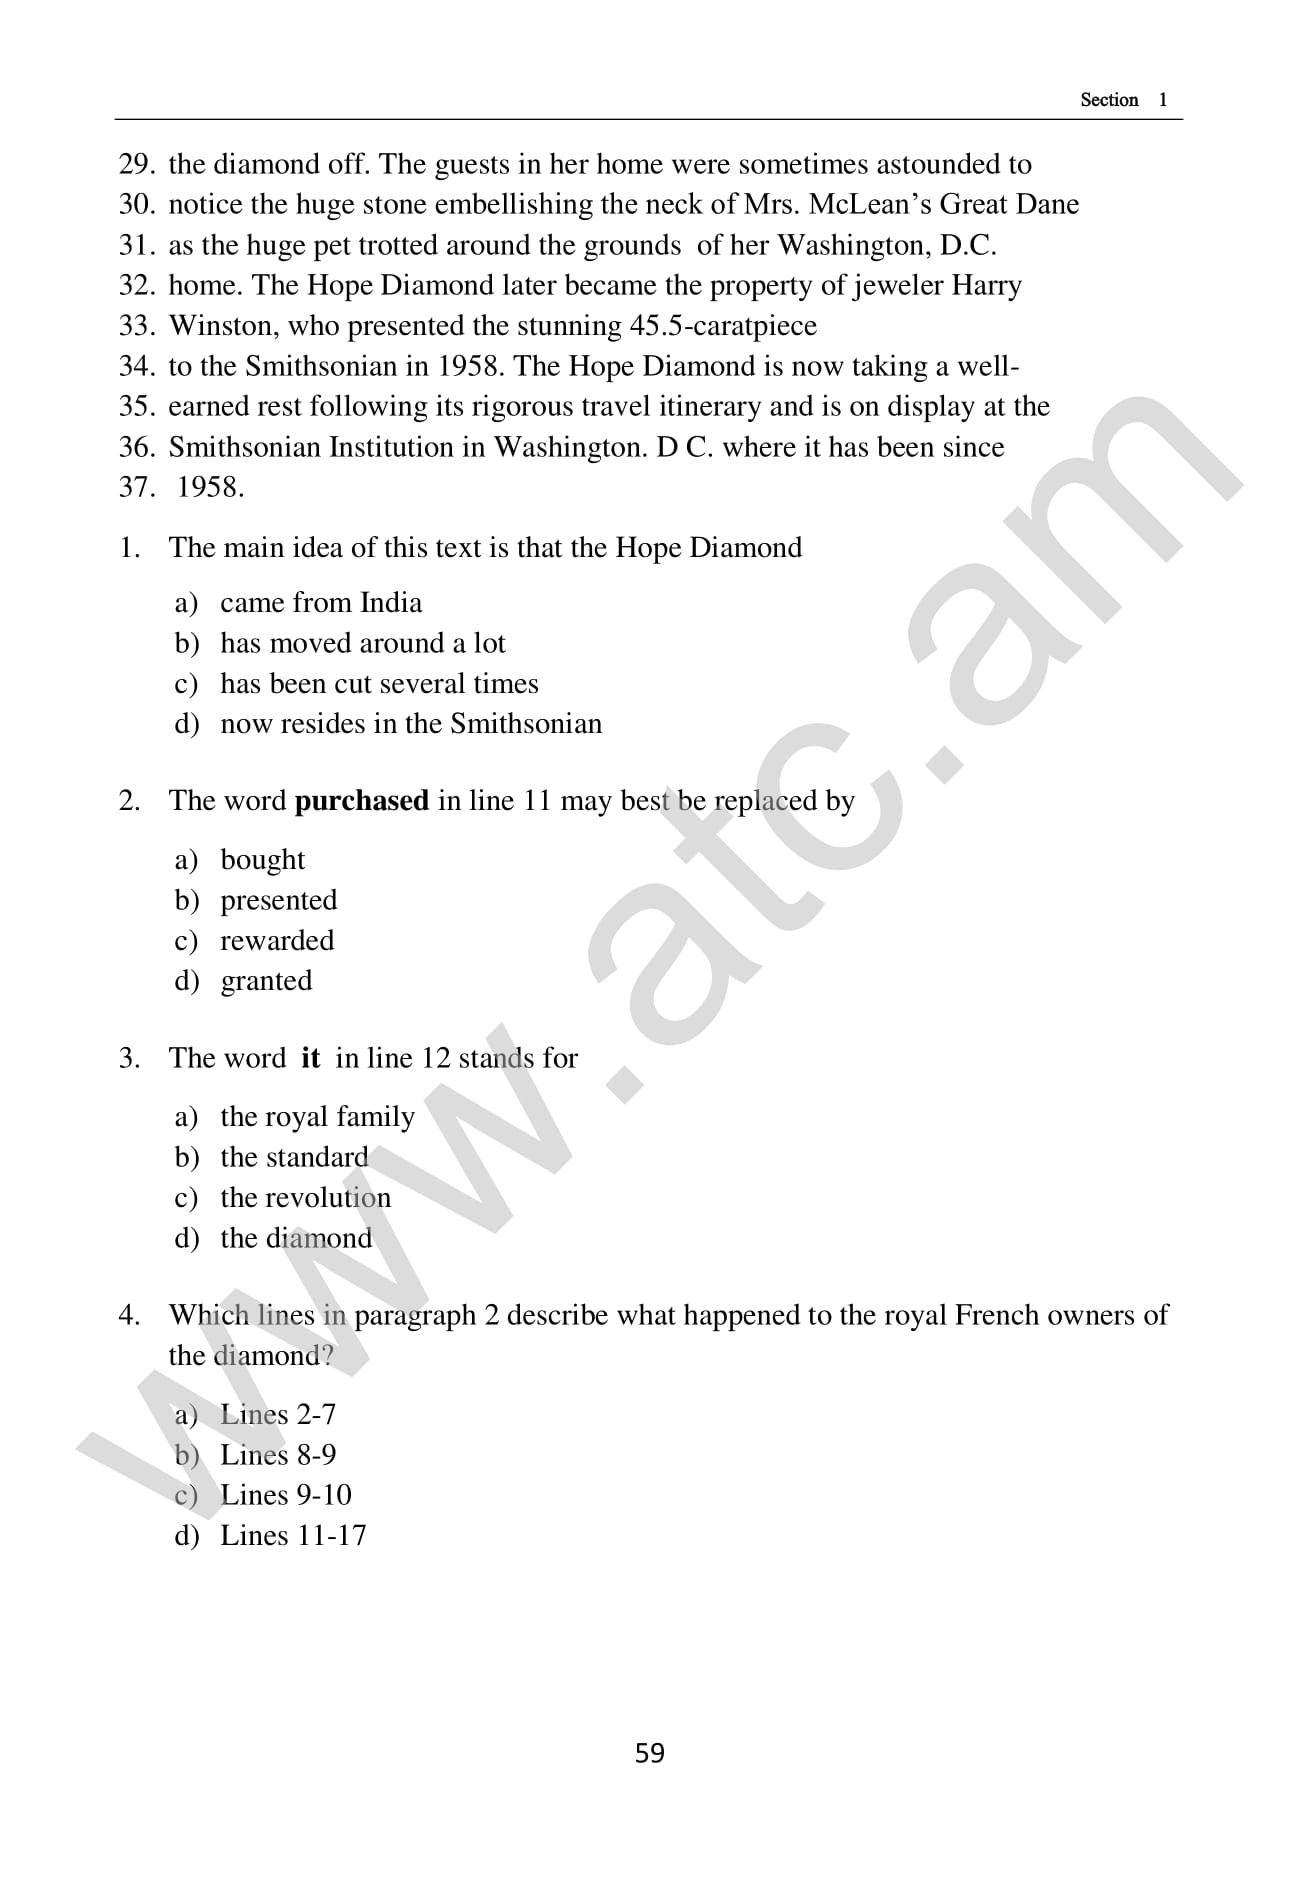 Section 1
29. the diamond off. The guests in her home were sometimes astounded to
30. notice the huge stone embellishing the neck of Mrs. McLean's Great Dane
31. as the huge pet trotted around the grounds of her Washington, D.C.
32. home. The Hope Diamond later became the property of jeweler Harry
33. Winston, who presented the stunning 45.5-caratpiece
34. to the Smithsonian in 1958. The Hope Diamond is now taking a well-
35. earned rest following its rigorous travel itinerary and is on display at the
36. Smithsonian Institution in Washington. D C. where it has been since
37. 1958.
1. The main idea of this text is that the Hope Diamond
a) came from India
b) has moved around a lot
c) has been cut several times
d) now resides in the Smithsonian
2. The word purchased in line 11 may best be replaced by
a) bought
b) presented
c) rewarded
d) granted
3. The word it in line 12 stands for
a) the royal family
b) the standard
c) the revolution
d) the diamond
4. Which lines in paragraph 2 describe what happened to the royal French owners of
the diamond?
a) Lines 2-7
b) Lines 8-9
c) Lines 9-10
d) Lines 11-17
59
www.atc.am